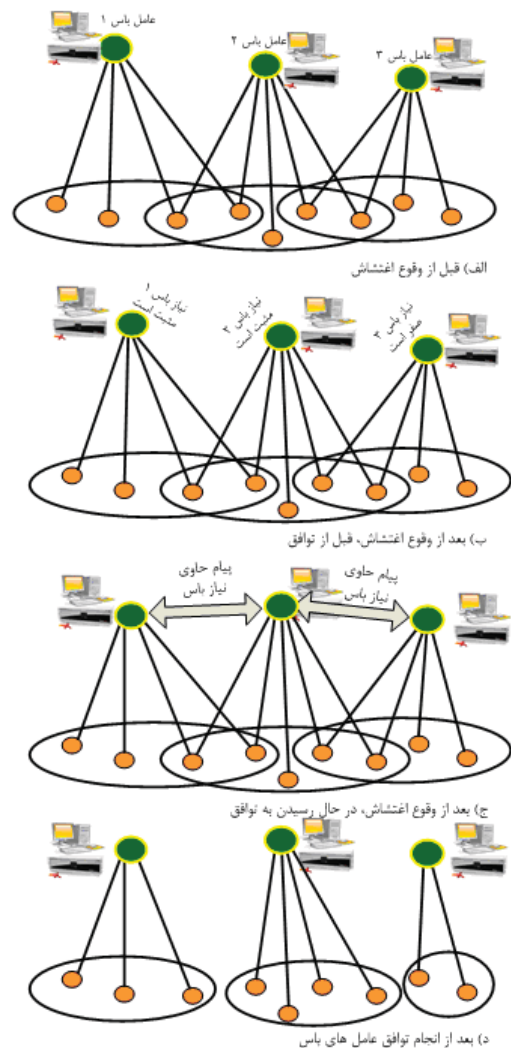 عامل باس ۱
عامل باس ۲
عامل باس ۳
الف) قبل از وقوع اغتشاش
نیاز باس ۱
مثبت است
نیاز باس ۲
مثبت است
نیاز باس ۳
صفر است
ب) بعد از وقوع اغتشاش، قبل از توافق
پیام حاوی
نیاز باس
پیام حاوی
نیاز باس
ج) بعد از وقوع اغتشاش، در حال رسیدن به توافق
د) بعد از انجام توافق عامل های باس